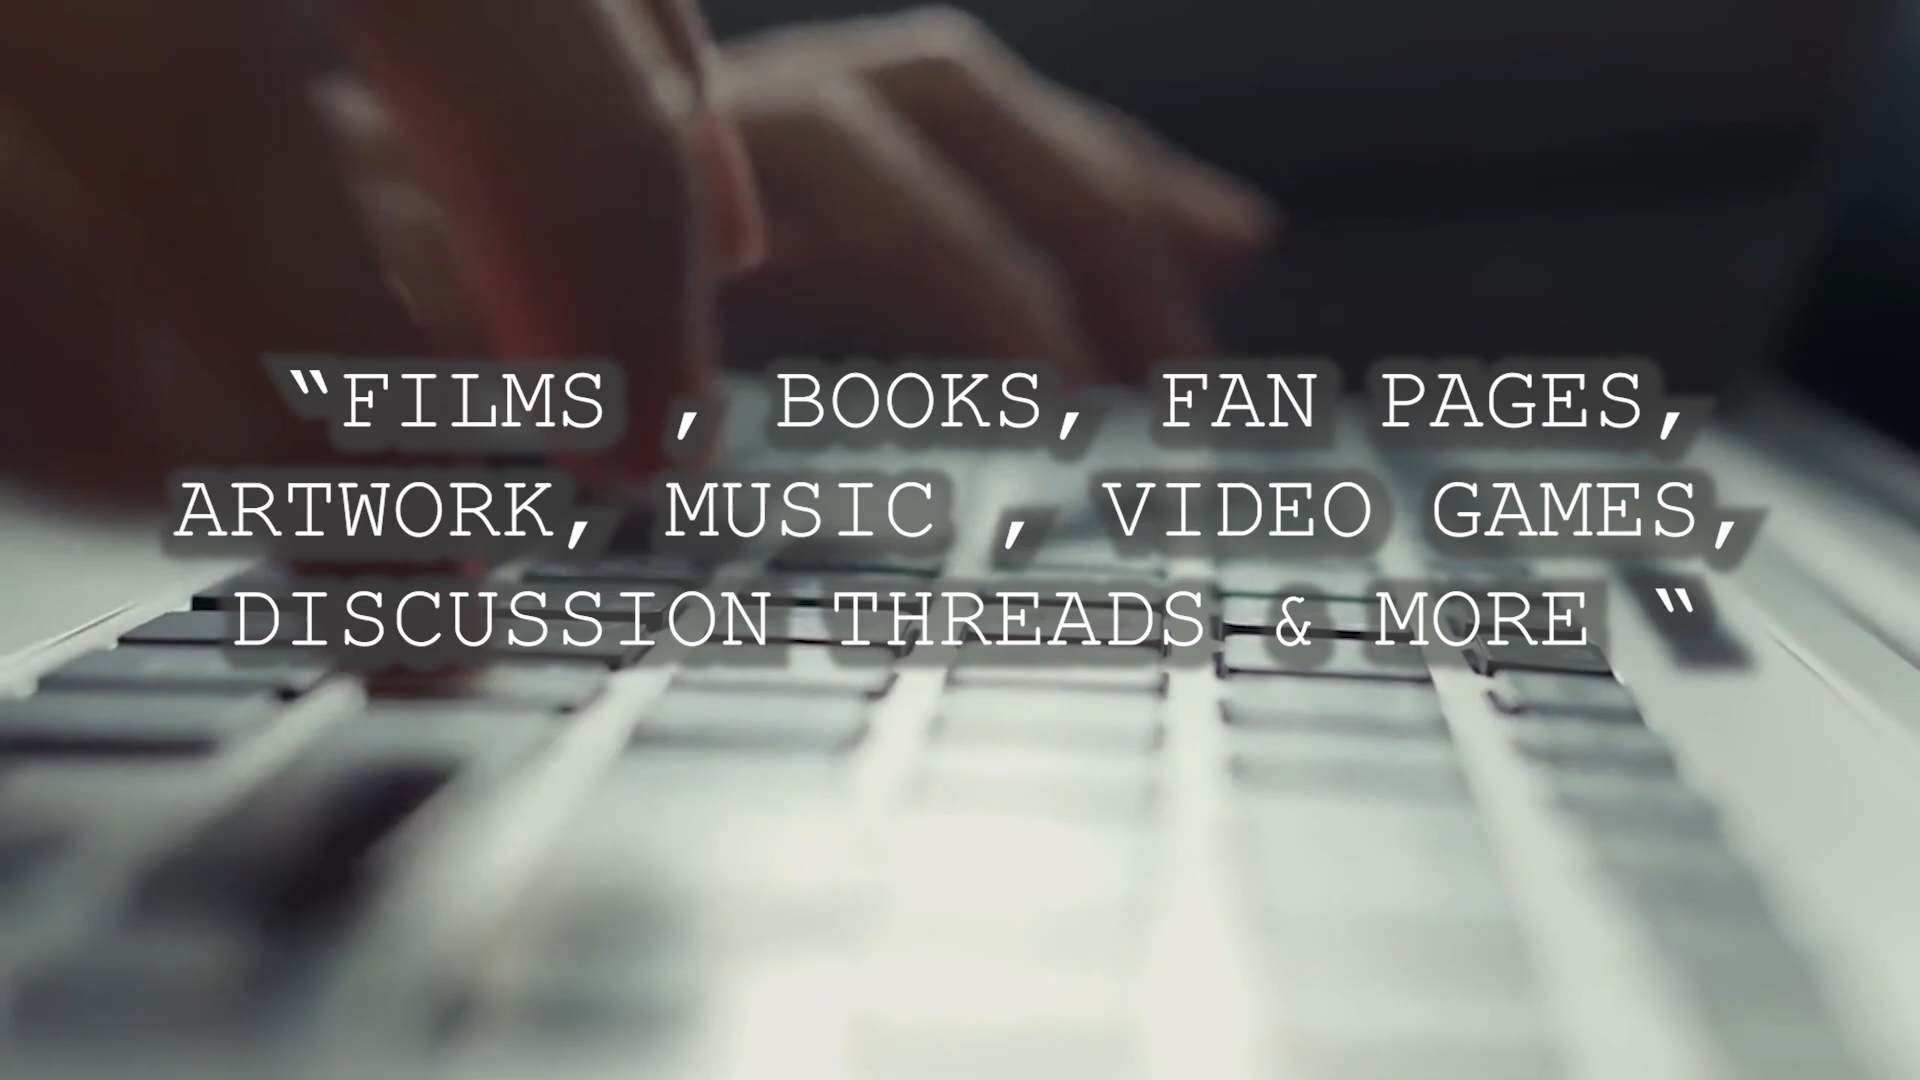 “FILMS , BOOKS, FAN PAGES,
ARTWORK, MUSIC , VIDEO GAMES,
DISCUSSION THREADS & MORE “